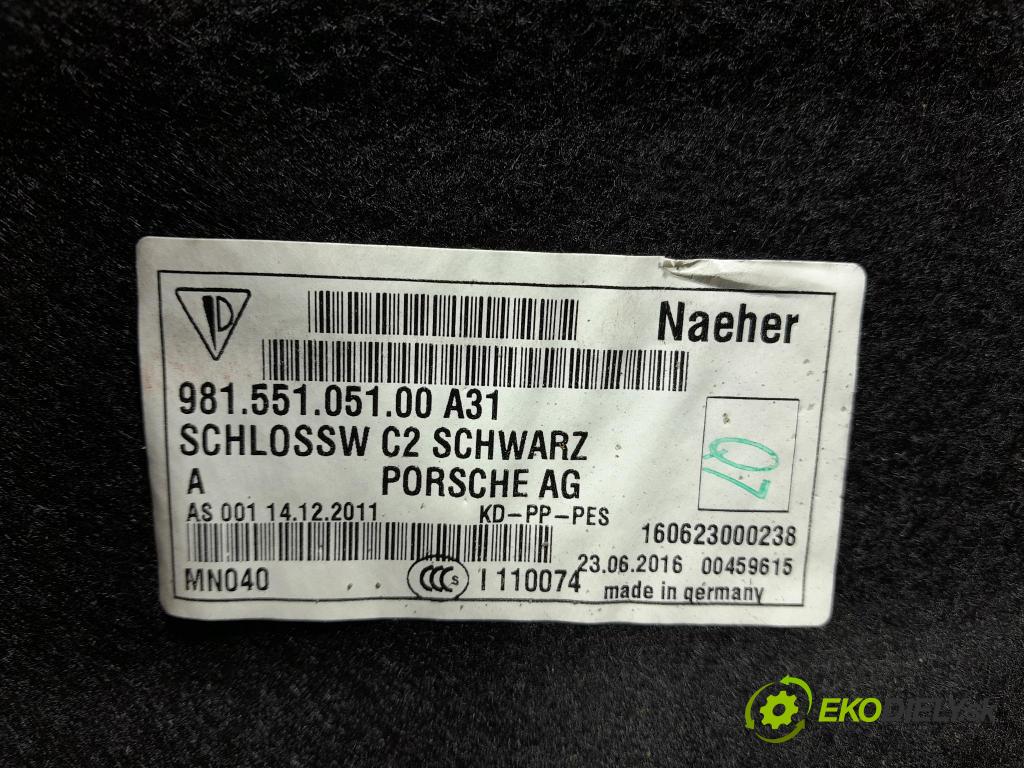 Naeher
981.551.051.00 A31
SCHLOSSW C2 SCHWARZ
A PORSCHE AG
AS 001 14.12.2011 KD-PP-PES
160623000238
23.06.2016 00459615
MN040 CCC S I 110074
made in germany
EKODIELY.SK